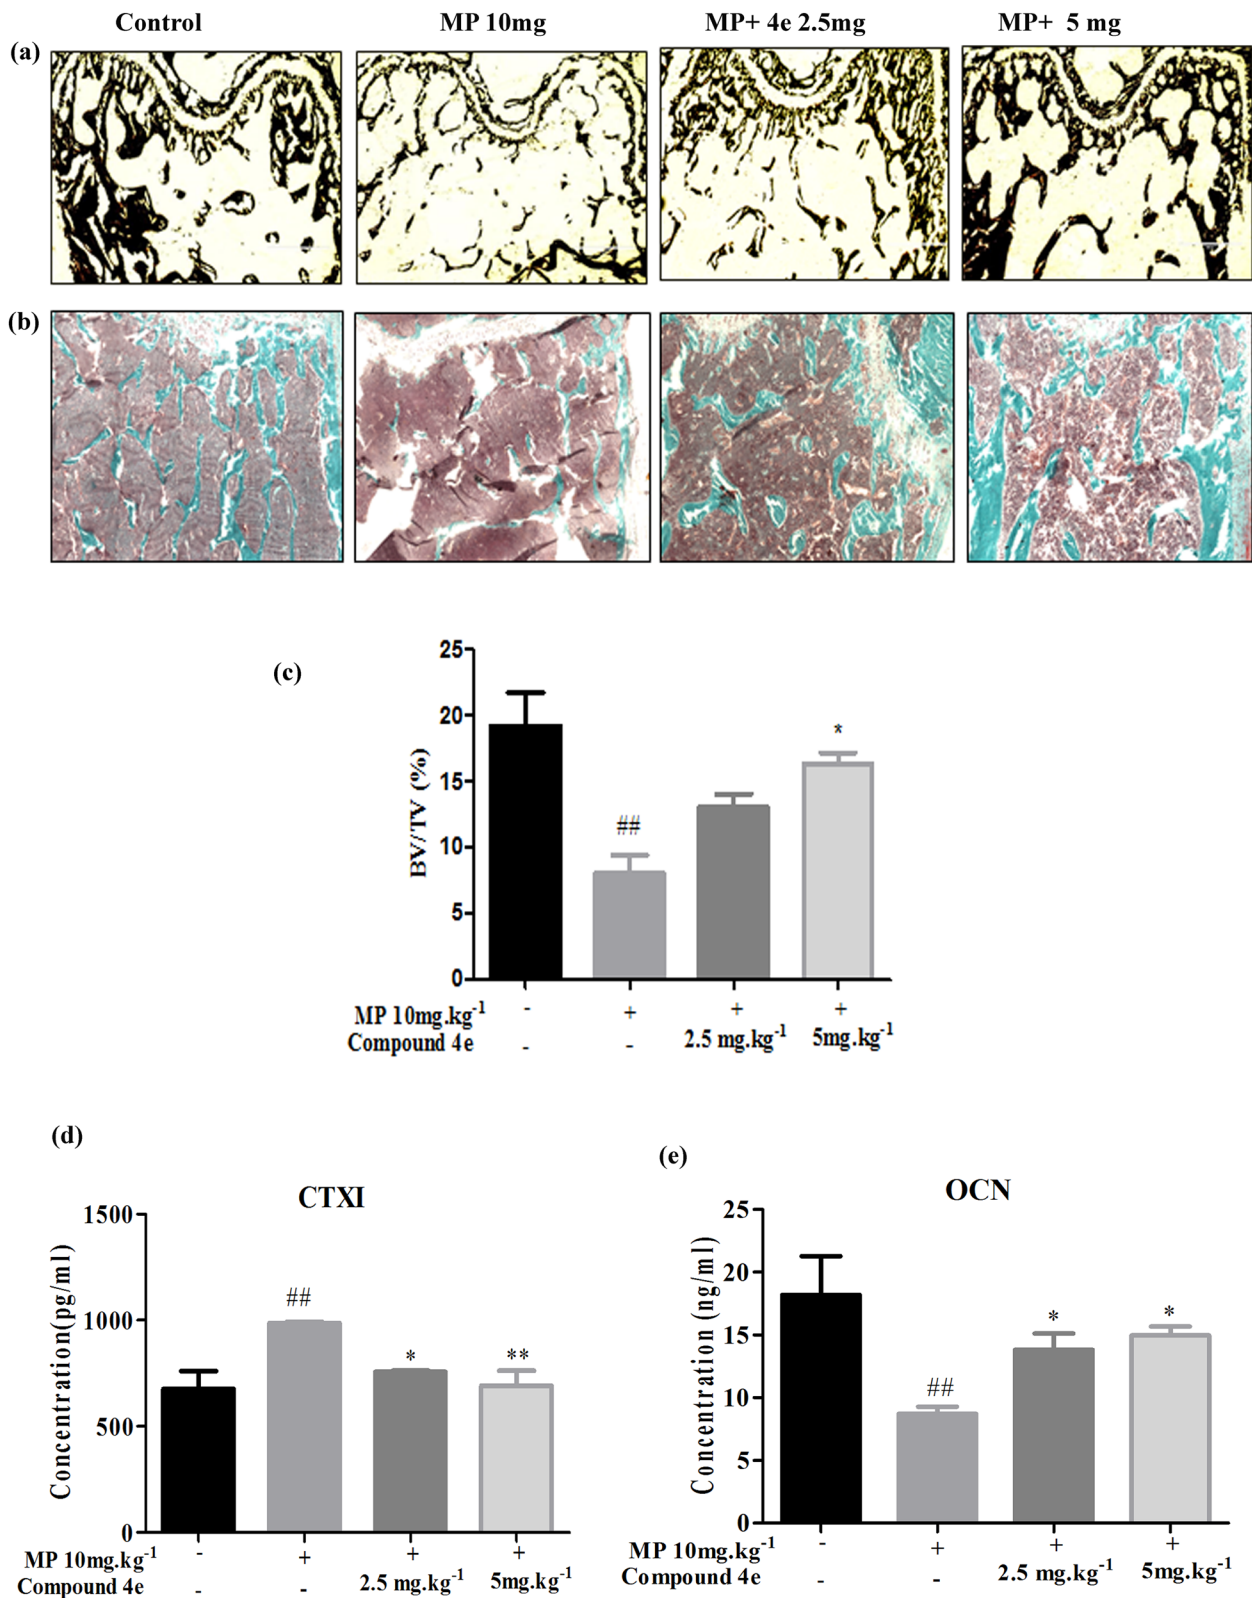 Control MP 10mg MP+ 4e 2.5mg MP+ 5 mg
(a)
(b)
(c)
25
20
15
10
5
0
BV/TV (%)
##
*
MP 10mg.kg-1 - + + +
Compound 4e - - 2.5 mg.kg-1 5mg.kg-1
(d)
CTXI
1500
1000
500
0
Concentration(pg/ml)
##
*
**
MP 10mg.kg-1 - + + +
Compound 4e - - 2.5 mg.kg-1 5mg.kg-1
(e)
OCN
25
20
15
10
5
0
Concentration (ng/ml)
##
*
*
MP 10mg.kg-1 - + + +
Compound 4e - - 2.5 mg.kg-1 5mg.kg-1